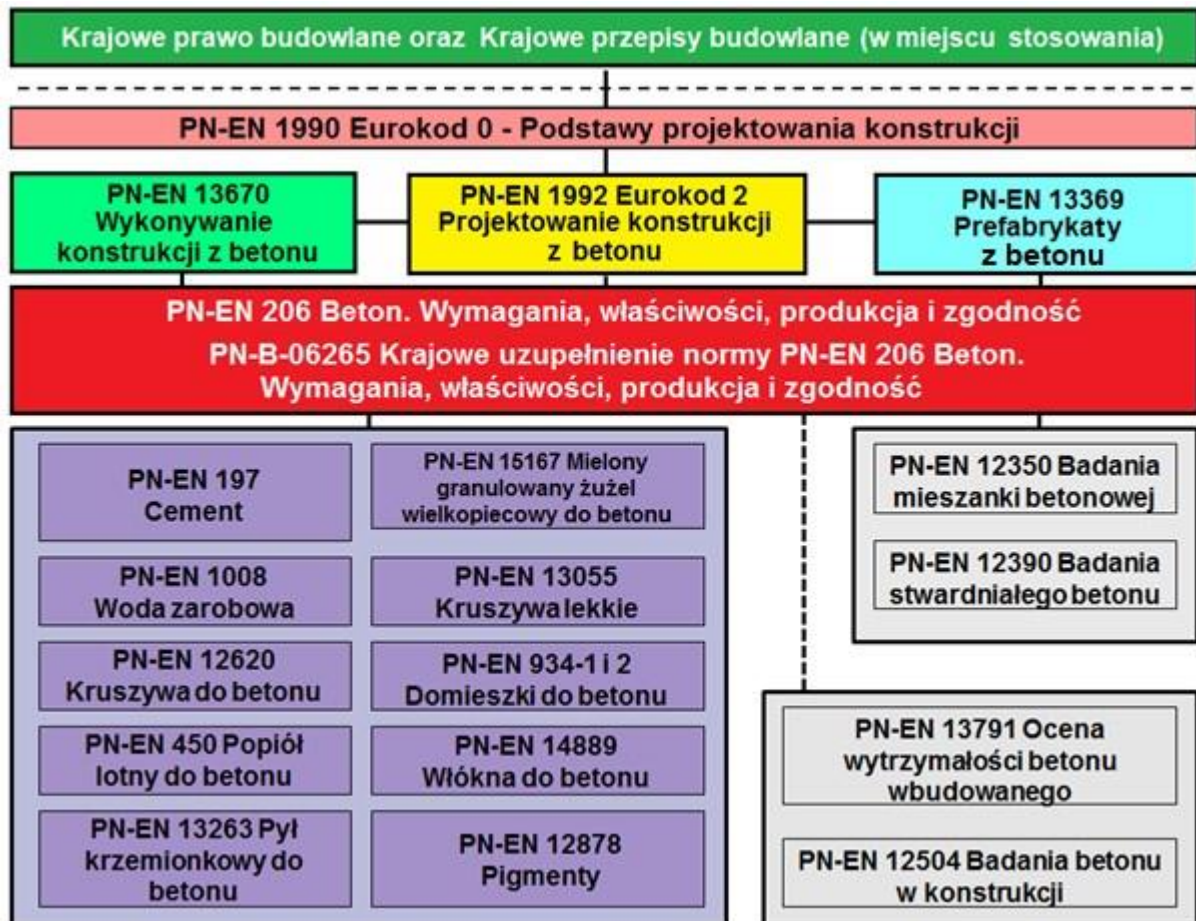 Krajowe prawo budowlane oraz Krajowe przepisy budowlane (w miejscu stosowania)
PN-EN 1990 Eurokod 0 - Podstawy projektowania konstrukcji
PN-EN 13670
Wykonywanie
konstrukcji z betonu
PN-EN 1992 Eurokod 2
Projektowanie konstrukcji
z betonu
PN-EN 13369
Prefabrykaty
z betonu
PN-EN 206 Beton. Wymagania, właściwości, produkcja i zgodność
PN-B-06265 Krajowe uzupełnienie normy PN-EN 206 Beton.
Wymagania, właściwości, produkcja i zgodność
PN-EN 197
Cement
PN-EN 15167 Mielony
granulowany żużel
wielkopiecowy do betonu
PN-EN 1008
Woda zarobowa
PN-EN 13055
Kruszywa lekkie
PN-EN 12620
Kruszywa do betonu
PN-EN 934-1 i 2
Domieszki do betonu
PN-EN 450 Popiół
lotny do betonu
PN-EN 14889
Włókna do betonu
PN-EN 13263 Pył
krzemionkowy do
betonu
PN-EN 12878
Pigmenty
PN-EN 12350 Badania
mieszanki betonowej
PN-EN 12390 Badania
stwardniałego betonu
PN-EN 13791 Ocena
wytrzymałości betonu
wbudowanego
PN-EN 12504 Badania betonu
w konstrukcji